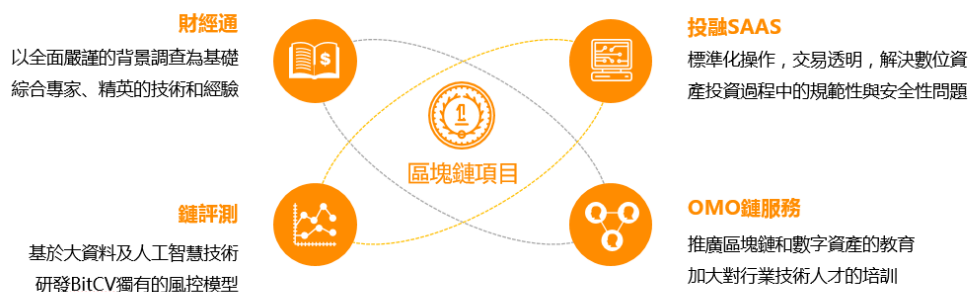 財經通
以全面嚴謹的背景調查為基礎
綜合專家、精英的技術和經驗
投融SAAS
標準化操作，交易透明，解決數位資
產投資過程中的規範性與安全性問題
$
1
區塊鏈項目
鏈評測
基於大資料及人工智慧技術
研發BitCV獨有的風控模型
OMO鏈服務
推廣區塊鏈和數字資產的教育
加大對行業技術人才的培訓